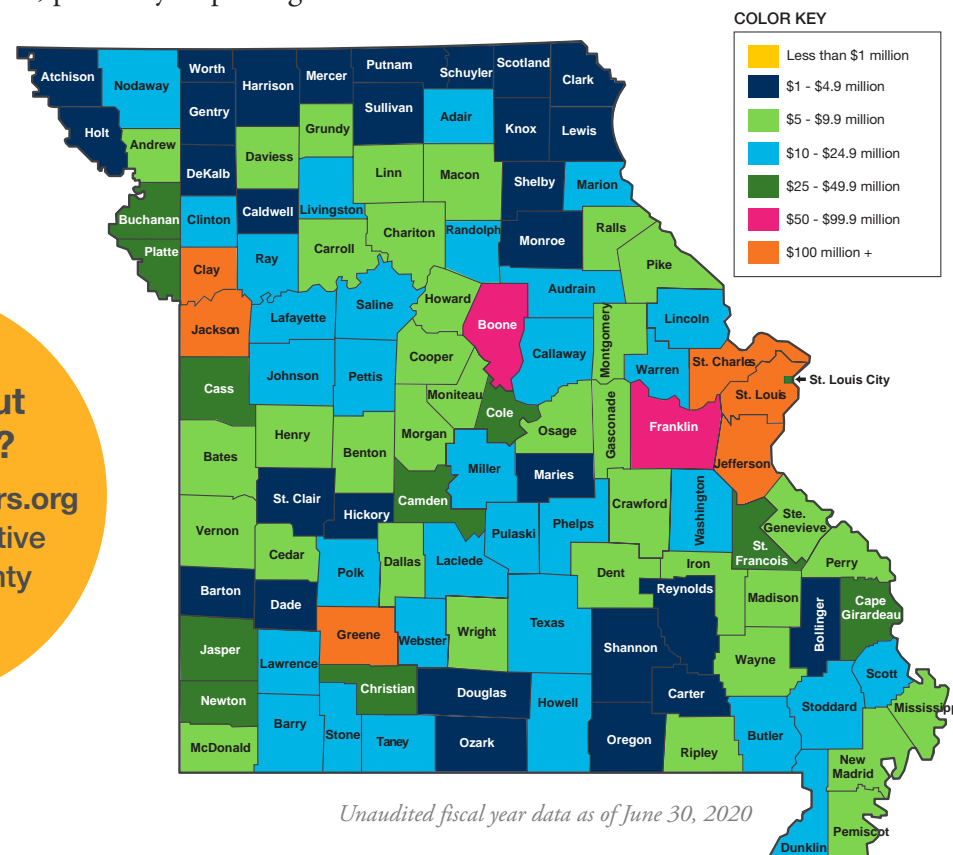 COLOR KEY
Less than $1 million
$1 - $4.9 million
$5 - $9.9 million
$10 - $24.9 million
$25 - $49.9 million
$50 - $99.9 million
$100 million +
Atchison
Nodaway
Worth
Harrison
Mercer
Putnam
Schuyler
Scotland
Clark
Gentry
Sullivan
Adair
Knox
Lewis
Holt
Andrew
DeKalb
Daviess
Grundy
Linn
Macon
Shelby
Marion
Buchanan
Clinton
Caldwell
Livingston
Chariton
Randolph
Monroe
Ralls
Platte
Clay
Ray
Carroll
Pike
Jackson
Lafayette
Saline
Howard
Boone
Audrain
Lincoln
Montgomery
Callaway
Warren
St. Charles
St. Louis City
St. Louis
Cass
Johnson
Pettis
Cooper
Moniteau
Cole
Osage
Gasconade
Franklin
Jefferson
Bates
Henry
Benton
Morgan
Miller
Maries
St. Clair
Hickory
Camden
Pulaski
Phelps
Crawford
Washington
St.
Francois
Ste.
Genevieve
Vernon
Cedar
Polk
Dallas
Laclede
Dent
Iron
Perry
Barton
Dade
Greene
Webster
Wright
Texas
Reynolds
Madison
Bollinger
Cape
Girardeau
Jasper
Lawrence
Shannon
Wayne
Scott
Newton
Christian
Douglas
Howell
Carter
Stoddard
Mississip
McDonald
Barry
Stone
Taney
Ozark
Oregon
Ripley
Butler
New
Madrid
Pemiscot
Dunklin
ut
?
rs.org
tive
nty
Unaudited fiscal year data as of June 30, 2020